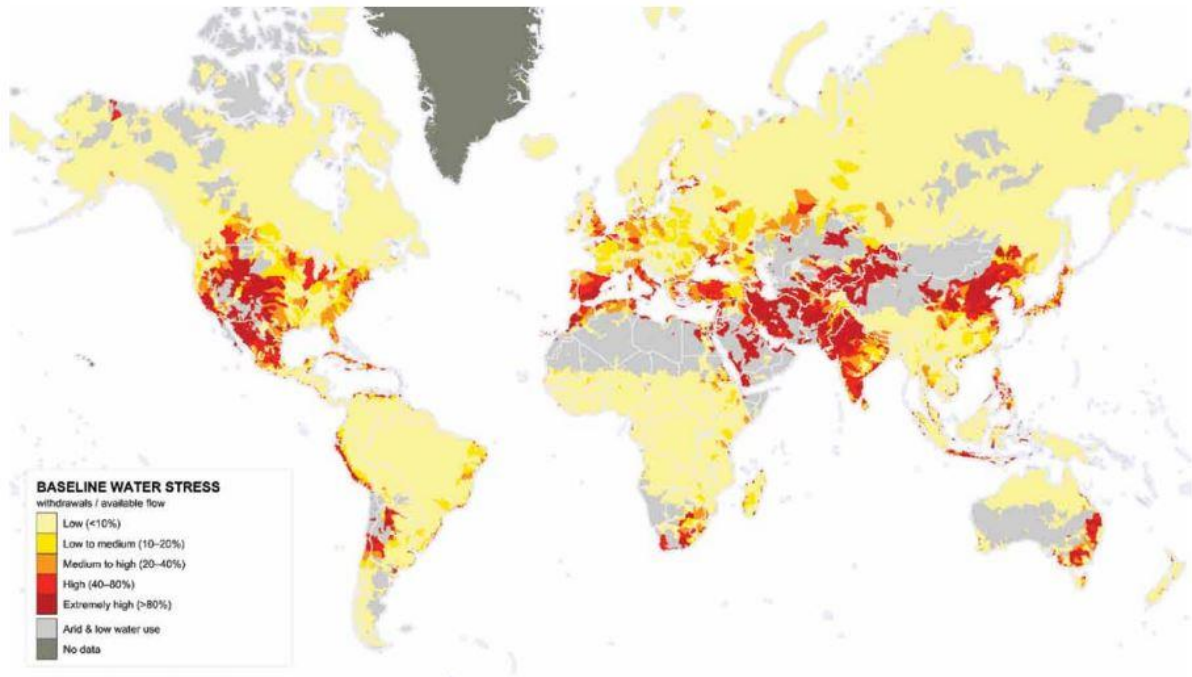 BASELINE WATER STRESS
withdrawals / available flow
Low (<10%)
Low to medium (10–20%)
Medium to high (20–40%)
High (40–80%)
Extremely high (>80%)
Arid & low water use
No data